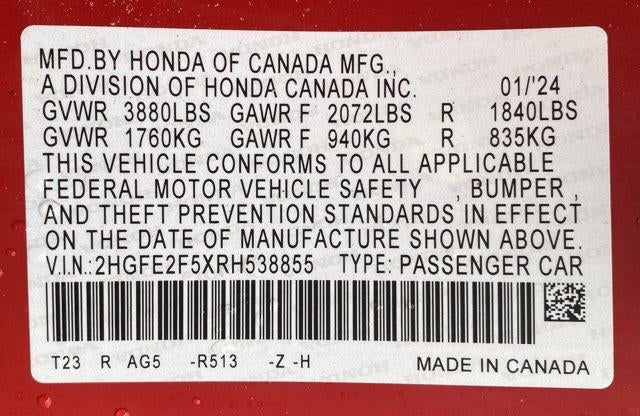 MFD.BY HONDA OF CANADA MFG.,
A DIVISION OF HONDA CANADA INC. 01/'24
GVWR 3880LBS GAWR F 2072LBS R 1840LBS
GVWR 1760KG GAWR F 940KG R 835KG
THIS VEHICLE CONFORMS TO ALL APPLICABLE
FEDERAL MOTOR VEHICLE SAFETY , BUMPER ,
AND THEFT PREVENTION STANDARDS IN EFFECT
ON THE DATE OF MANUFACTURE SHOWN ABOVE.
V.I.N.:2HGFE2F5XRH538855 TYPE: PASSENGER CAR
T23 R AG5 -R513 -Z -H MADE IN CANADA